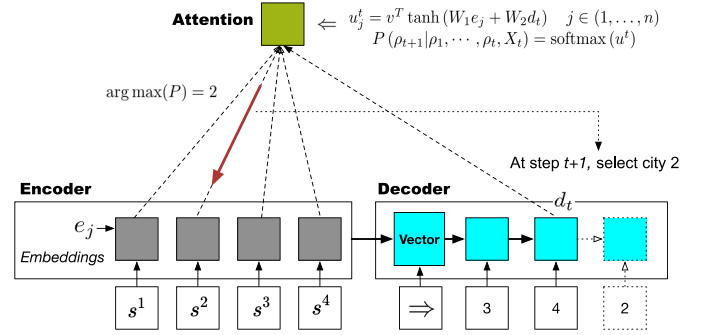 Attention
⇐ u_j^t = v^T tanh (W_1 e_j + W_2 d_t) j ∈ (1, . . . , n)
P (ρ_{t+1}|ρ_1, · · · , ρ_t, X_t) = softmax (u^t)
arg max(P) = 2
At step t+1, select city 2
Encoder
Decoder
e_j
Embeddings
d_t
Vector
s^1
s^2
s^3
s^4
⇒
3
4
2